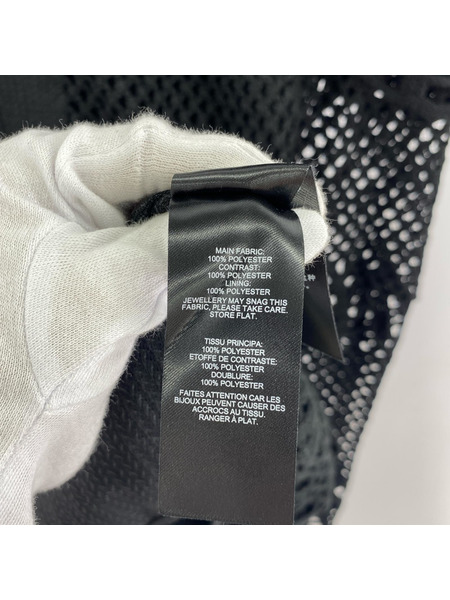 MAIN FABRIC:
100% POLYESTER
CONTRAST:
100% POLYESTER
LINING:
100% POLYESTER
JEWELLERY MAY SNAG THIS
FABRIC, PLEASE TAKE CARE.
STORE FLAT.
TISSU PRINCIPA:
100% POLYESTER
ETOFFE DE CONTRASTE:
100% POLYESTER
DOUBLURE:
100% POLYESTER
FAITES ATTENTION CAR LES
BIJOUX PEUVENT CAUSER DES
ACCROCS AU TISSU.
RANGER À PLAT.